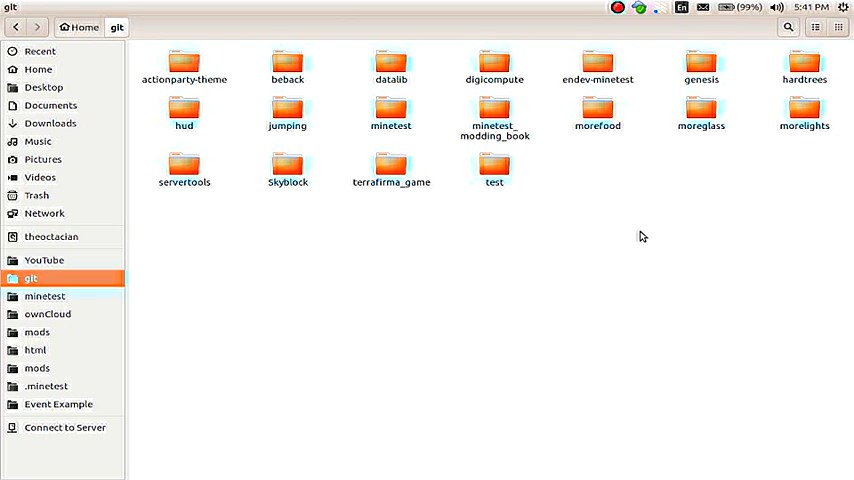 git
En
(99%)
5:41 PM
Home
git
Recent
Home
Desktop
Documents
Downloads
Music
Pictures
Videos
Trash
Network
theoctacian
YouTube
git
minetest
ownCloud
mods
html
mods
.minetest
Event Example
Connect to Server
actionparty-theme
beback
datalib
digicompute
endev-minetest
genesis
hardtrees
hud
jumping
minetest
minetest_
modding_book
morefood
moreglass
morelights
servertools
Skyblock
terrafirma_game
test